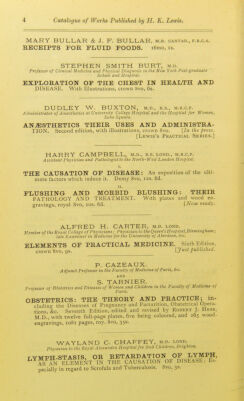 4 Catalogue of Works Published by H. K. Lewis.
MARY BULLAR & J. F. BULLAR, M.B. CANTAB., F.R.C.S.
RECEIPTS FOR FLUID FOODS. 16mo, 1s.
STEPHEN SMITH BURT, M.D.
Professor of Clinical Medicine and Physical Diagnosis in the New York Post-graduate
School and Hospital.
EXPLORATION OF THE CHEST IN HEALTH AND
DISEASE. With Illustrations, crown 8vo, 6s.
DUDLEY W. BUXTON, M.D., B.S., M.R.C.P.
Administrator of Anæsthetics at University College Hospital and the Hospital for Women,
Soho Square.
ANÆSTHETICS THEIR USES AND ADMINISTRA-
TION. Second edition, with Illustrations, crown 8vo. [In the press.
[LEWIS'S PRACTICAL SERIES.]
HARRY CAMPBELL, M.D., B.S. LOND., M.R.C.P.
Assistant Physician and Pathologist to the North-West London Hospital.
I.
THE CAUSATION OF DISEASE: An exposition of the ulti-
mate factors which induce it. Demy 8vo, 12s. 6d.
II.
FLUSHING AND MORBID BLUSHING: THEIR
PATHOLOGY AND TREATMENT. With plates and wood en-
gravings, royal 8vo, 10s. 6d. [Now ready.
ALFRED H. CARTER, M.D. LOND.
Member of the Royal College of Physicians; Physician to the Queen's Hospital, Birmingham;
late Examiner in Medicine for the University of Aberdeen, &c.
ELEMENTS OF PRACTICAL MEDICINE. Sixth Edition,
crown 8vo, 9s. [Just published.
P. CAZEAUX.
Adjunct Professor in the Faculty of Medicine of Paris, &c.
AND
S. TARNIER.
Professor of Obstetrics and Diseases of Women and Children in the Faculty of Medicine of
Paris.
OBSTETRICS: THE THEORY AND PRACTICE; in-
cluding the Diseases of Pregnancy and Parturition, Obstetrical Opera-
tions, &c. Seventh Edition, edited and revised by ROBERT J. HESS,
M.D., with twelve full-page plates, five being coloured, and 165 wood-
engravings, 1081 pages, roy. 8vo, 35s.
WAYLAND C. CHAFFEY, M.D. LOND.
Physician to the Royal Alexandra Hospital for Sick Children, Brighton.
LYMPH-STASIS, OR RETARDATION OF LYMPH,
AS AN ELEMENT IN THE CAUSATION OF DISEASE: Es-
pecially in regard to Scrofula and Tuberculosis. 8vo,